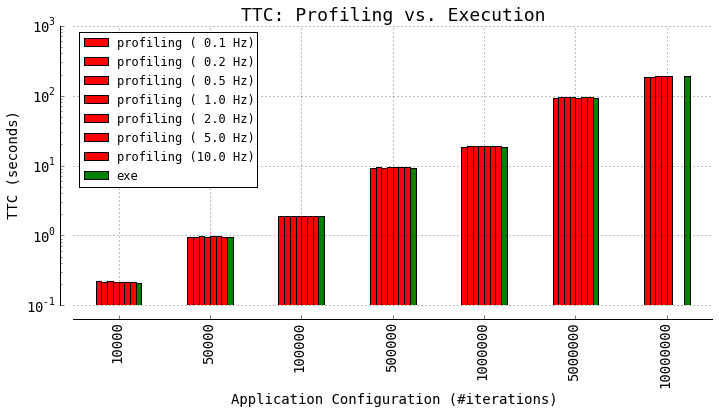 TTC: Profiling vs. Execution
10^3
10^2
10^1
10^0
10^-1
TTC (seconds)
profiling ( 0.1 Hz)
profiling ( 0.2 Hz)
profiling ( 0.5 Hz)
profiling ( 1.0 Hz)
profiling ( 2.0 Hz)
profiling ( 5.0 Hz)
profiling (10.0 Hz)
exe
10000
50000
100000
500000
1000000
5000000
10000000
Application Configuration (#iterations)